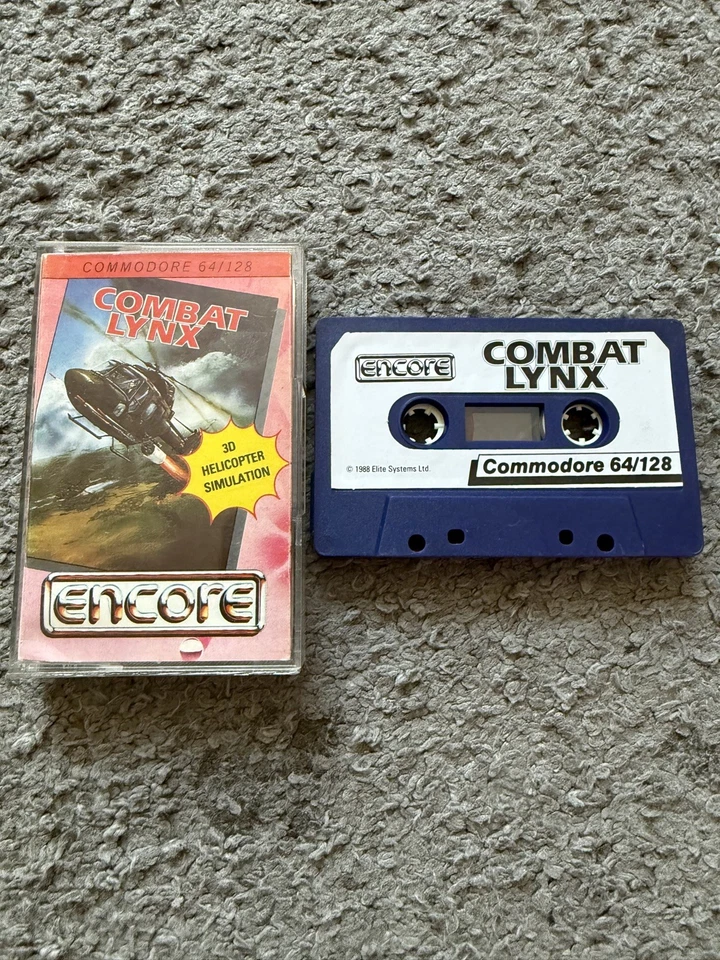 COMMODORE 64/128
COMBAT
LYNX
3D
HELICOPTER
SIMULATION
encore
encore
COMBAT
LYNX
© 1988 Elite Systems Ltd.
Commodore 64/128